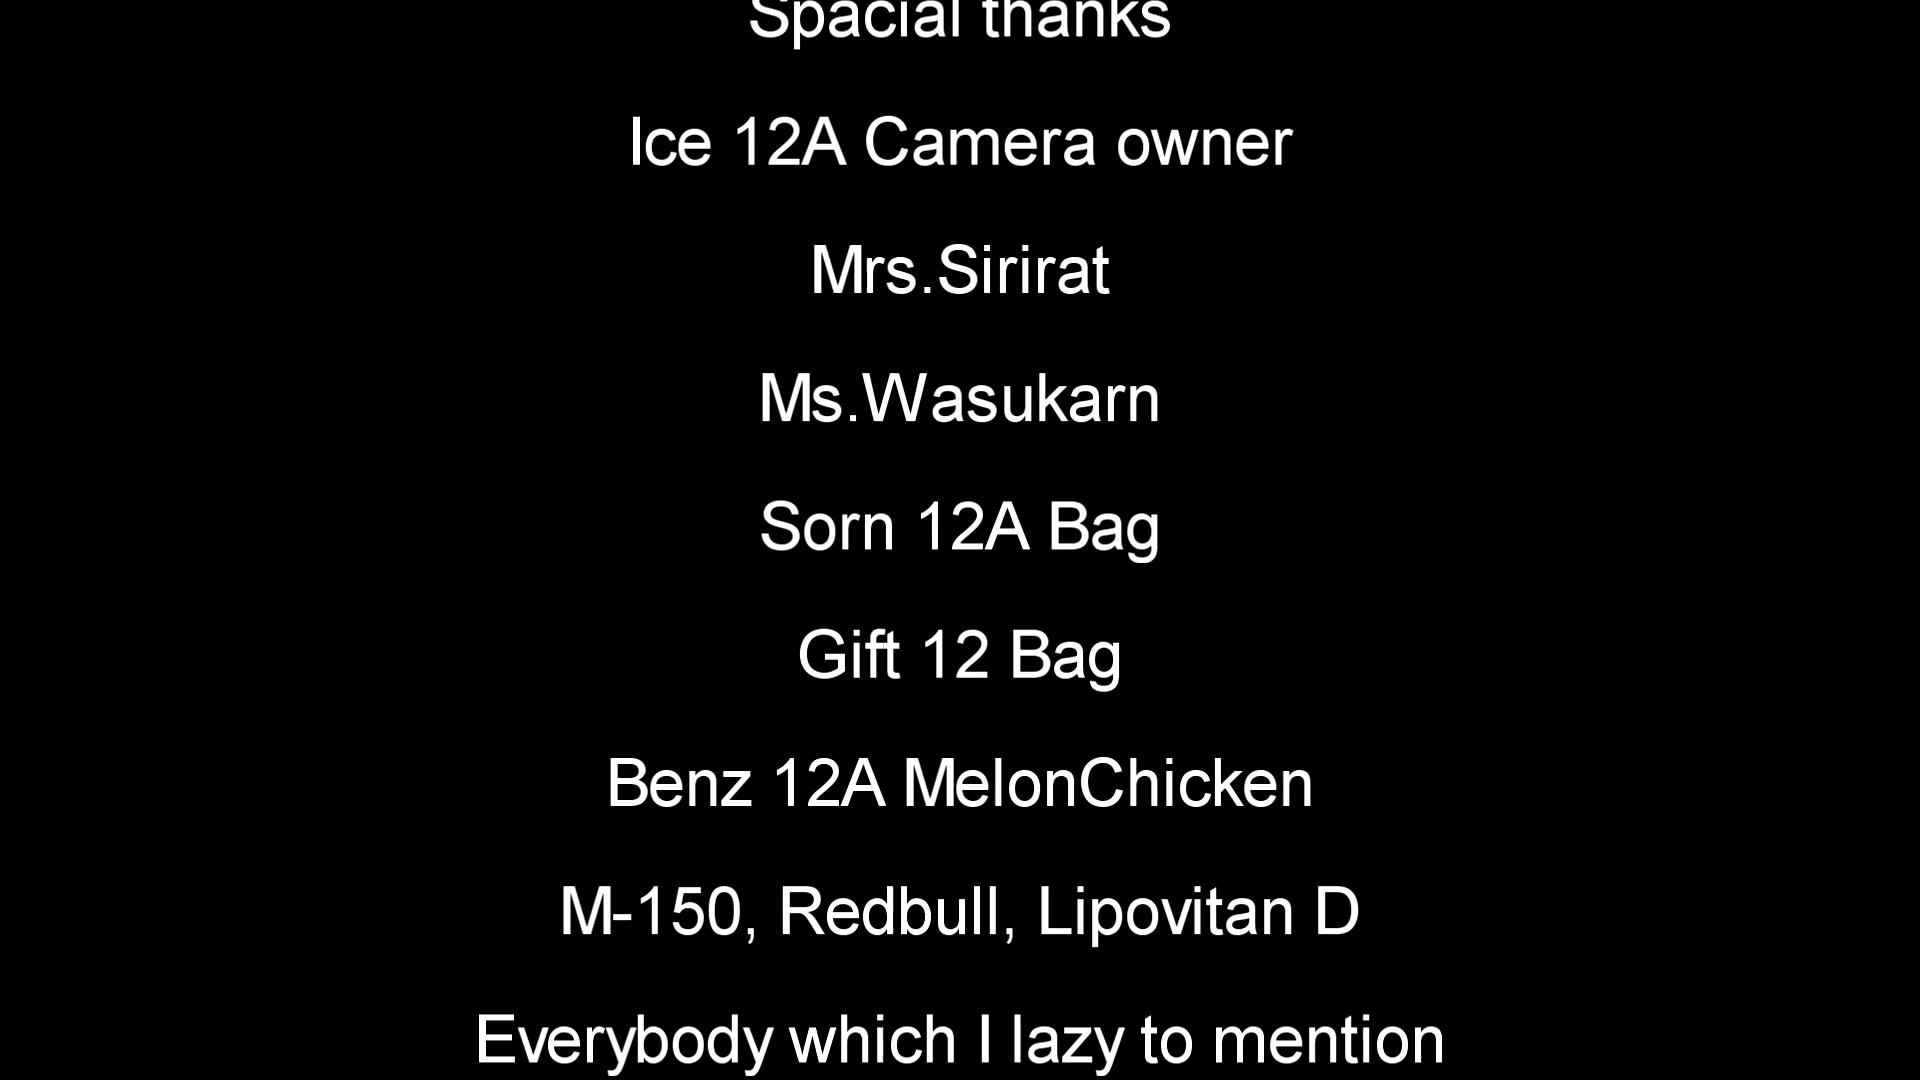 Spacial thanks
Ice 12A Camera owner
Mrs.Sirirat
Ms.Wasukarn
Sorn 12A Bag
Gift 12 Bag
Benz 12A MelonChicken
M-150, Redbull, Lipovitan D
Everybody which I lazy to mention